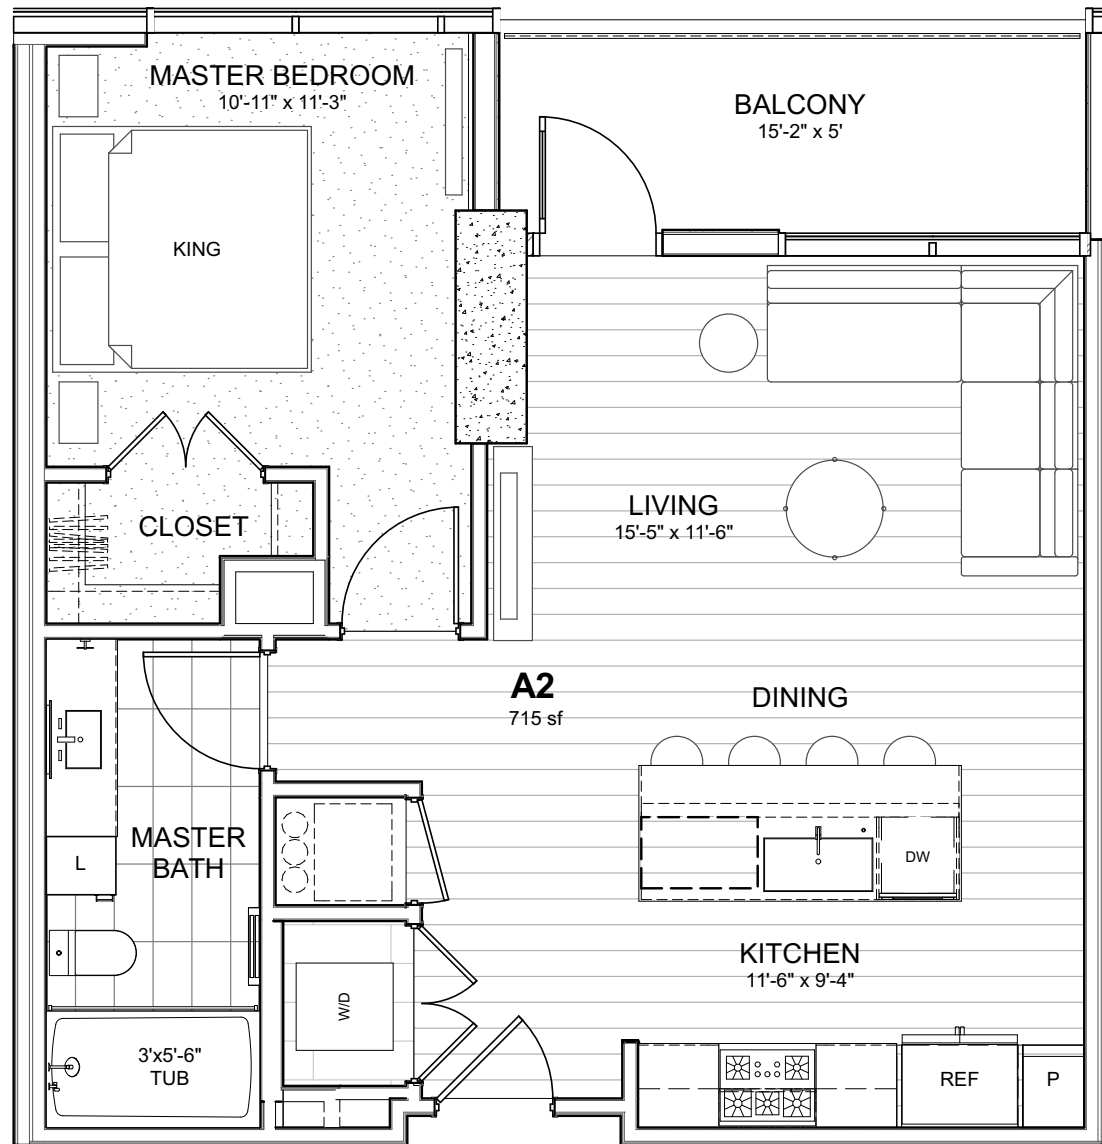 MASTER BEDROOM
10'-11" x 11'-3"
BALCONY
15'-2" x 5'
KING
LIVING
15'-5" x 11'-6"
CLOSET
A2
715 sf
DINING
MASTER
BATH
L
DW
KITCHEN
11'-6" x 9'-4"
W/D
3'x5'-6"
TUB
REF
P